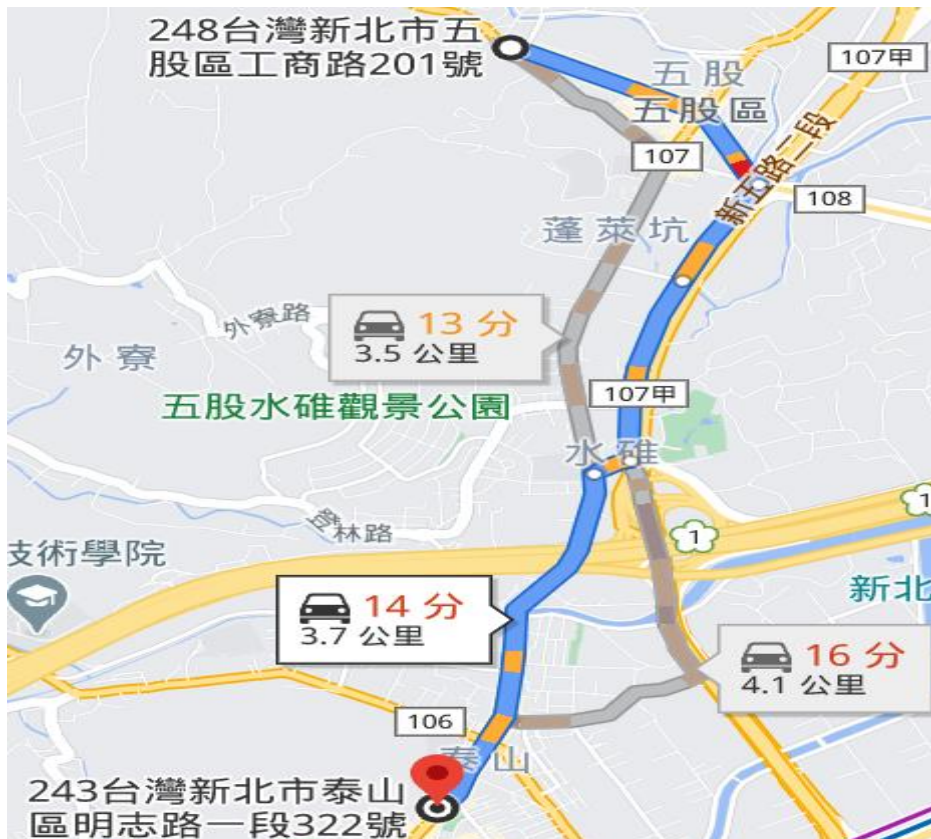 248台灣新北市五
股區工商路201號
107甲
五股
五股區
新五路二段
107
108
蓬萊坑
外寮路
13 分
3.5 公里
外寮
107甲
五股水碓觀景公園
水碓
登林路
1
1
技術學院
新北
14 分
3.7 公里
16 分
4.1 公里
106
泰山
243台灣新北市泰山
區明志路一段322號